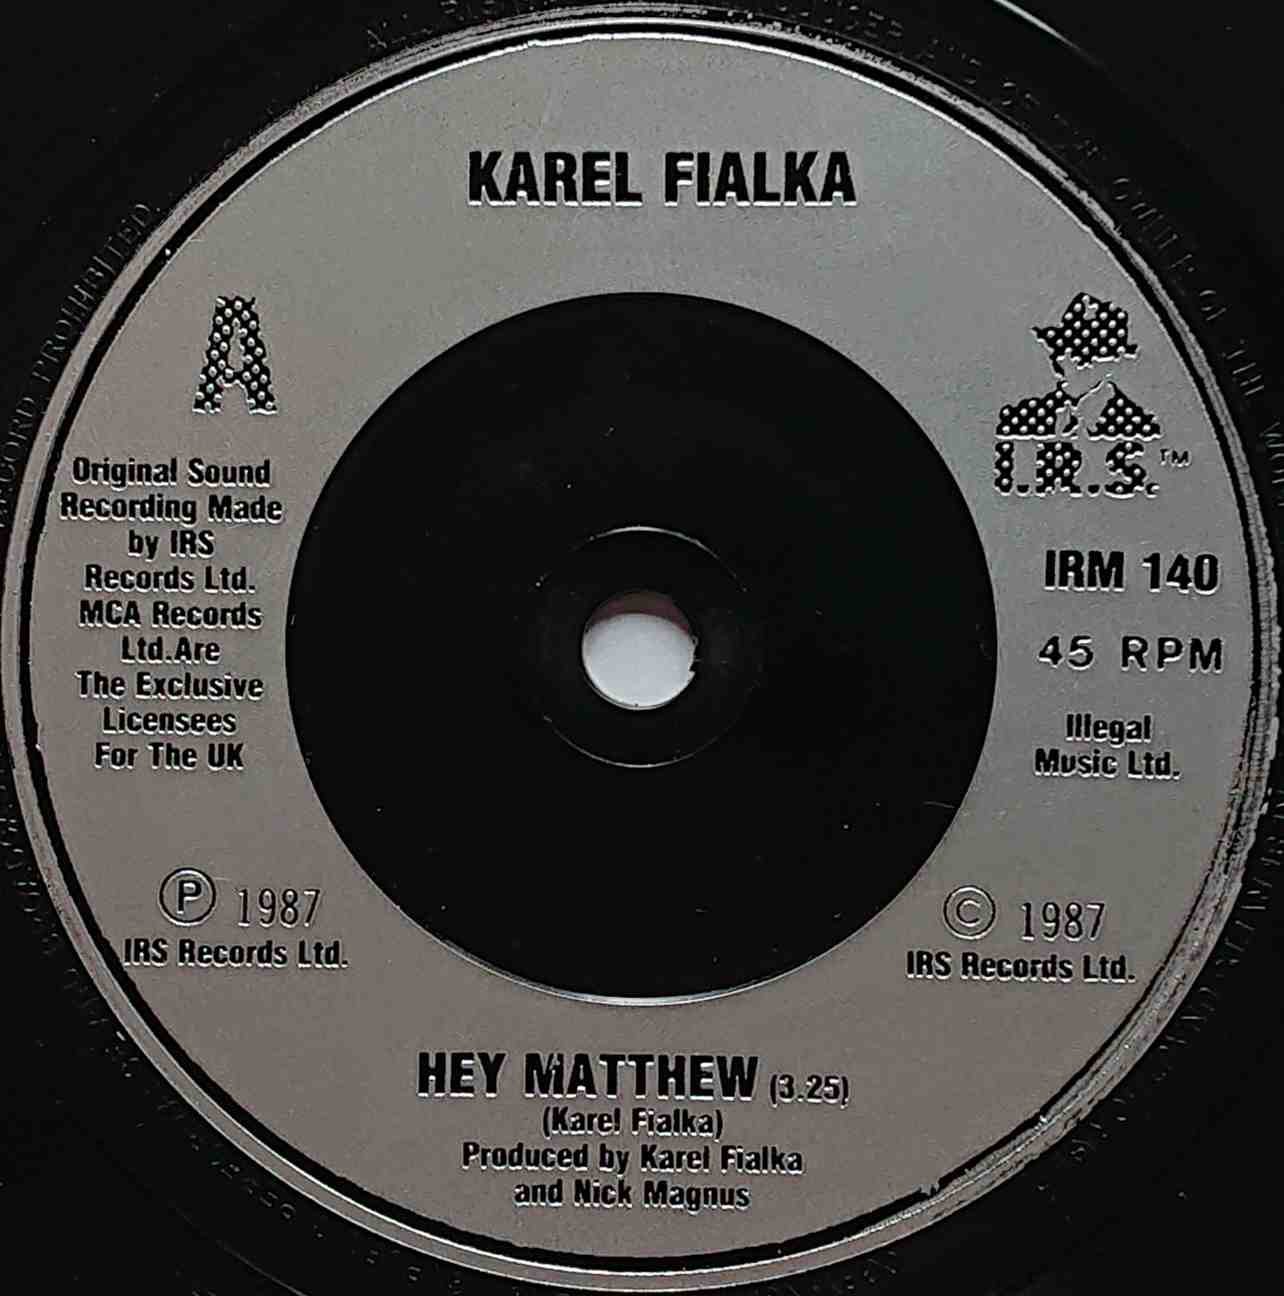 KAREL FIALKA
A
Original Sound
Recording Made
by IRS
Records Ltd.
MCA Records
Ltd.Are
The Exclusive
Licensees
For The UK
I.R.S.™
IRM 140
45 RPM
Illegal
Music Ltd.
Ⓟ 1987
IRS Records Ltd.
© 1987
IRS Records Ltd.
HEY MATTHEW (3.25)
(Karel Fialka)
Produced by Karel Fialka
and Nick Magnus
RECORD PROHIBITED